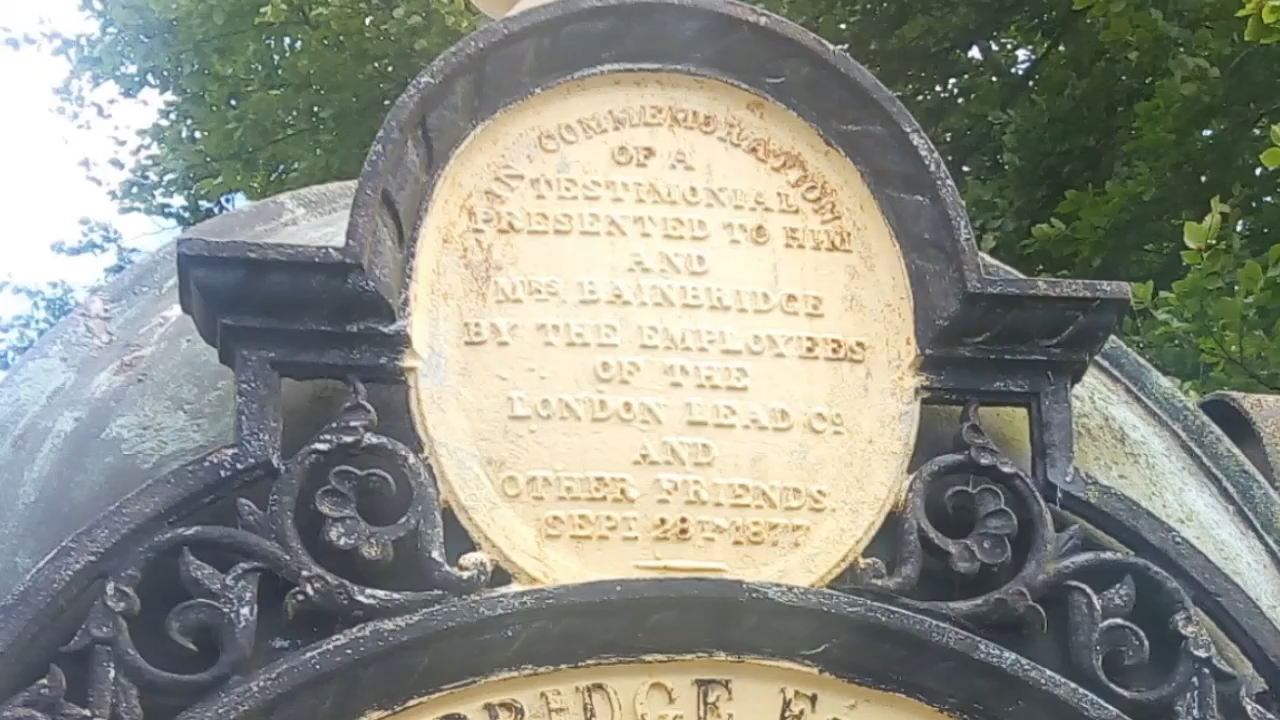 IN COMMEMORATION
OF A
TESTIMONIAL
PRESENTED TO HIM
AND
MRS BAINBRIDGE
BY THE EMPLOYEES
OF THE
LONDON LEAD CO.
AND
OTHER FRIENDS.
SEPT 28TH 1877